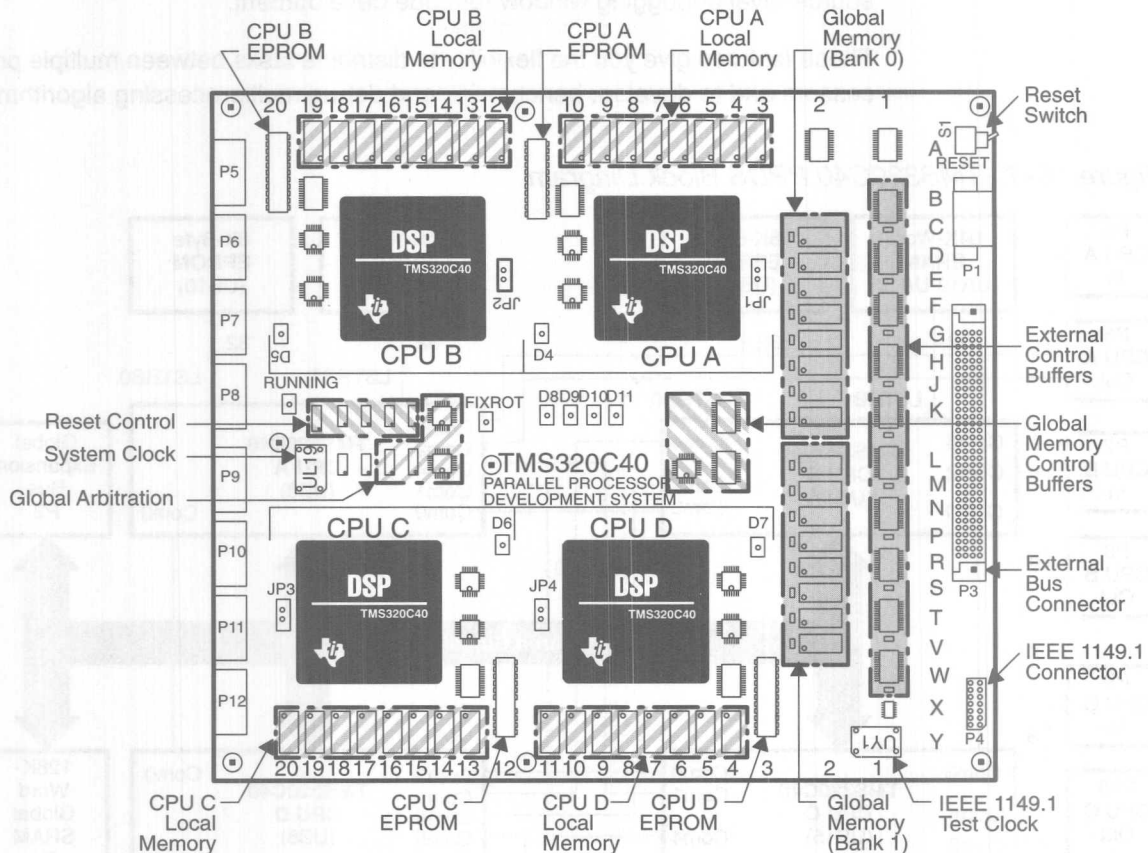 CPU B EPROM
CPU B Local Memory
CPU A EPROM
CPU A Local Memory
Global Memory (Bank 0)
20 19 18 17 16 15 14 13 12 10 9 8 7 6 5 4 3 2 1
Reset Switch
S1
RESET
A
B
C
D
E
F
G
H
J
K
L
M
N
P
R
S
T
V
W
X
Y
P5
P6
P7
P8
P9
P10
P11
P12
P1
P3
P4
DSP
TMS320C40
DSP
TMS320C40
JP2
JP1
D5
CPU B
D4
CPU A
RUNNING
FIXROT
D8 D9 D10 D11
External Control Buffers
Reset Control
System Clock
Global Arbitration
U1
TMS320C40
PARALLEL PROCESSOR
DEVELOPMENT SYSTEM
Global Memory Control Buffers
CPU C
D6
CPU D
D7
JP3
DSP
TMS320C40
JP4
DSP
TMS320C40
External Bus Connector
IEEE 1149.1 Connector
UY1
20 19 18 17 16 15 14 13 12 11 10 9 8 7 6 5 4 3 2 1
CPU C Local Memory
CPU C EPROM
CPU D Local Memory
CPU D EPROM
Global Memory (Bank 1)
IEEE 1149.1 Test Clock